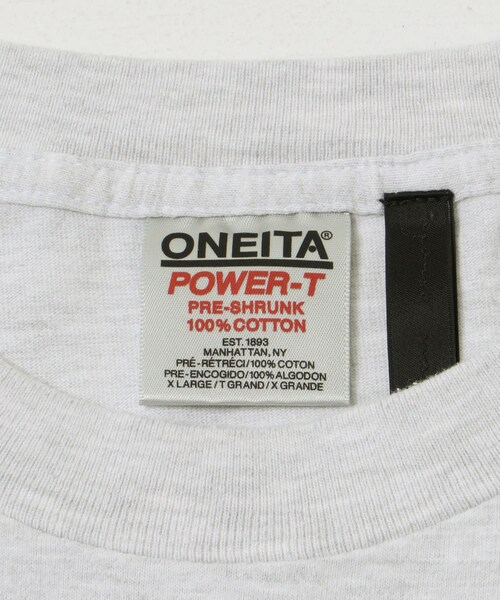 ONEITA®
POWER-T
PRE-SHRUNK
100% COTTON
EST. 1893
MANHATTAN, NY
PRÉ-RÉTRÉCI/100% COTON
PRE-ENCOGIDO/100% ALGODON
X LARGE/T GRAND/X GRANDE